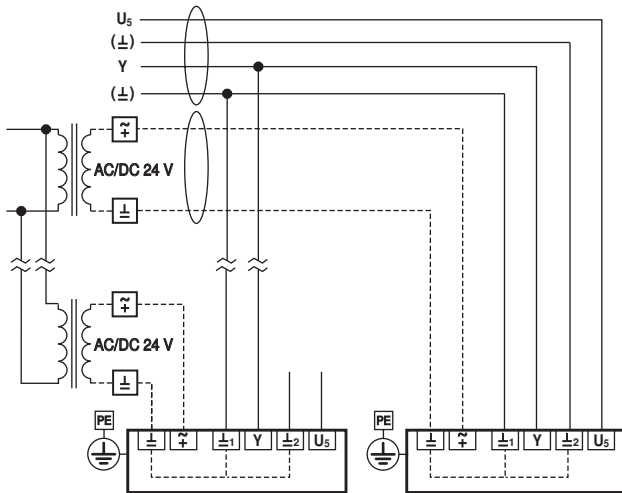 U₅
(⊥)
Y
(⊥)
~ +
AC/DC 24 V
⊥
~ +
AC/DC 24 V
⊥
PE ⊥ ~ + ⊥1 Y ⊥2 U₅
PE ⊥ ~ + ⊥1 Y ⊥2 U₅